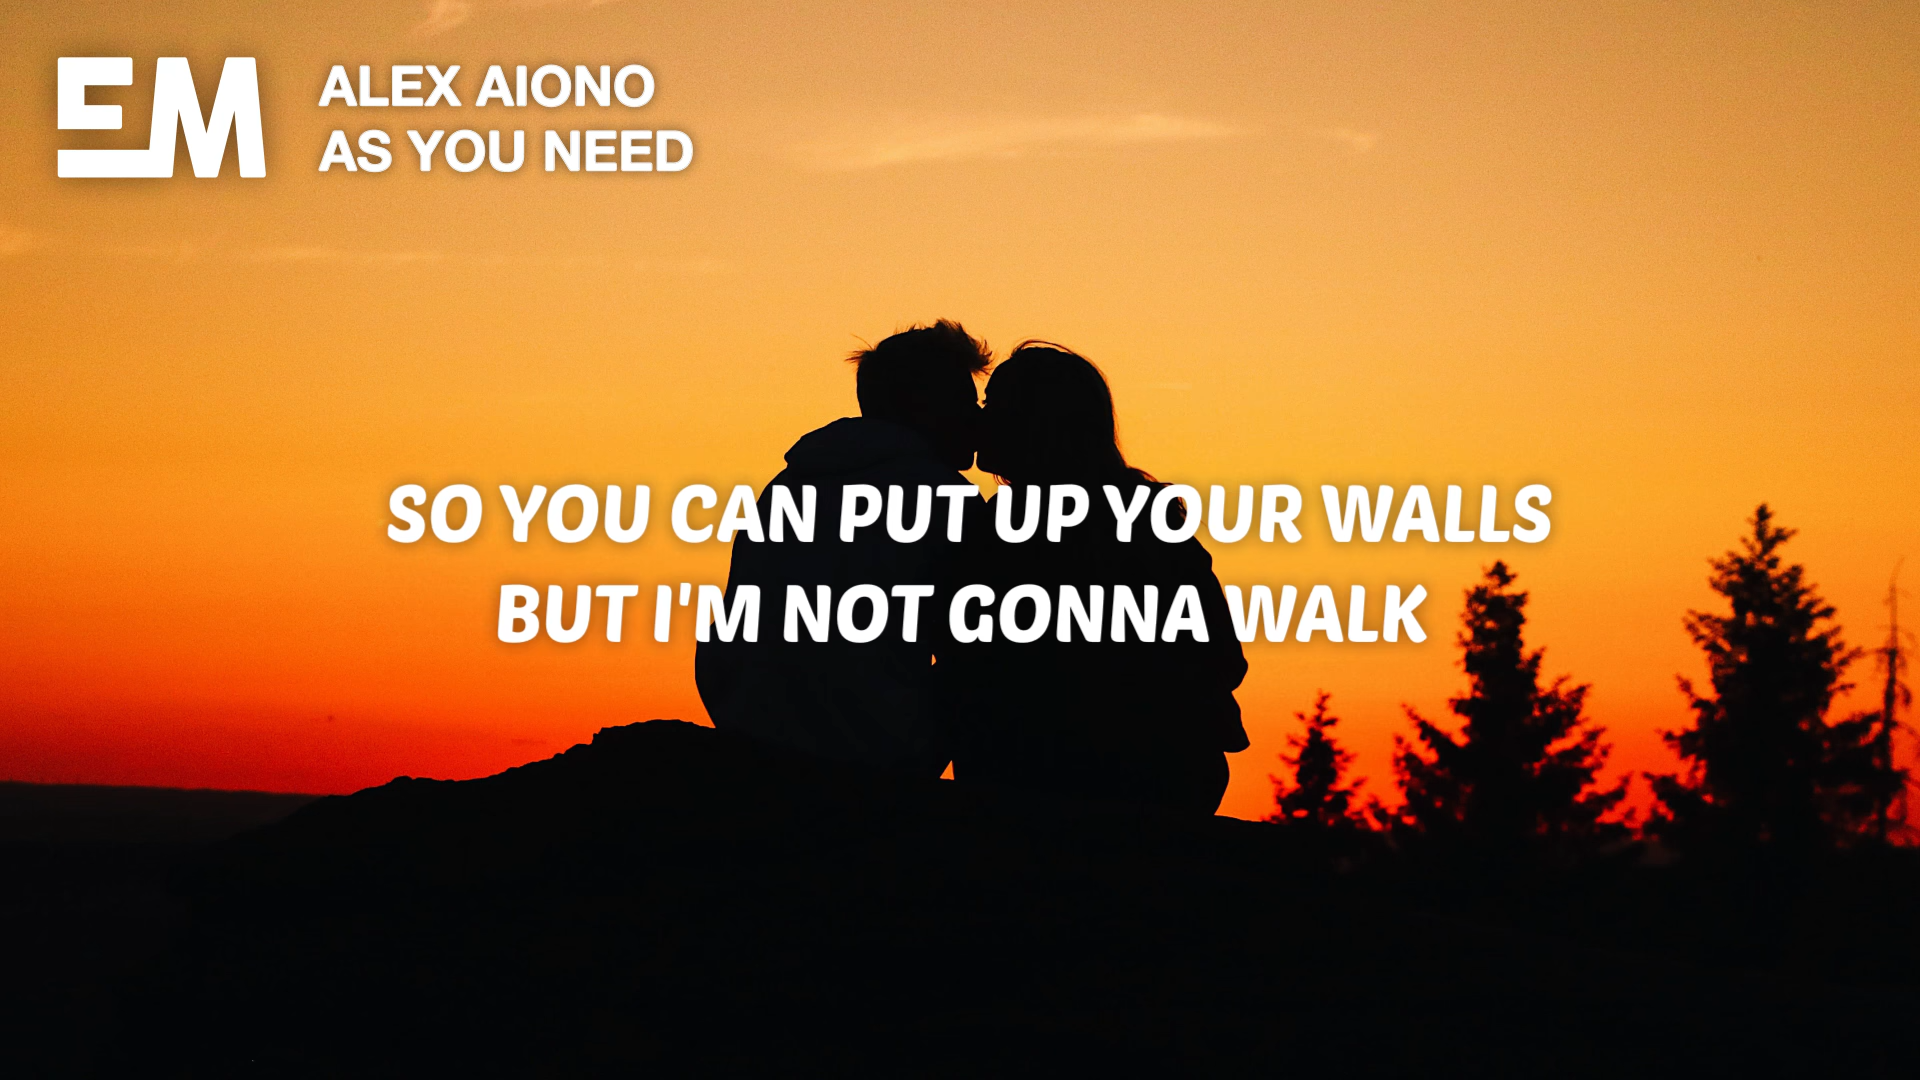 EM
ALEX AIONO
AS YOU NEED
SO YOU CAN PUT UP YOUR WALLS
BUT I'M NOT GONNA WALK